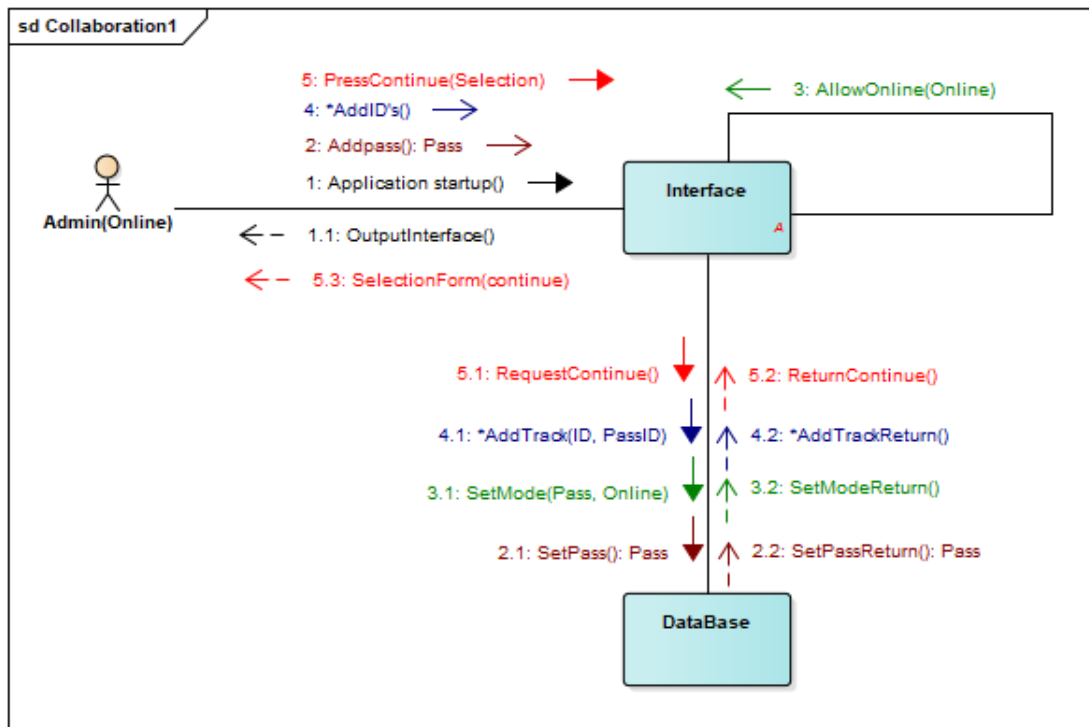 sd Collaboration1
5: PressContinue(Selection)
3: AllowOnline(Online)
4: *AddID's()
2: Addpass(): Pass
1: Application startup()
Interface
A
Admin(Online)
1.1: OutputInterface()
5.3: SelectionForm(continue)
5.1: RequestContinue()
5.2: ReturnContinue()
4.1: *AddTrack(ID, PassID)
4.2: *AddTrackReturn()
3.1: SetMode(Pass, Online)
3.2: SetModeReturn()
2.1: SetPass(): Pass
2.2: SetPassReturn(): Pass
DataBase